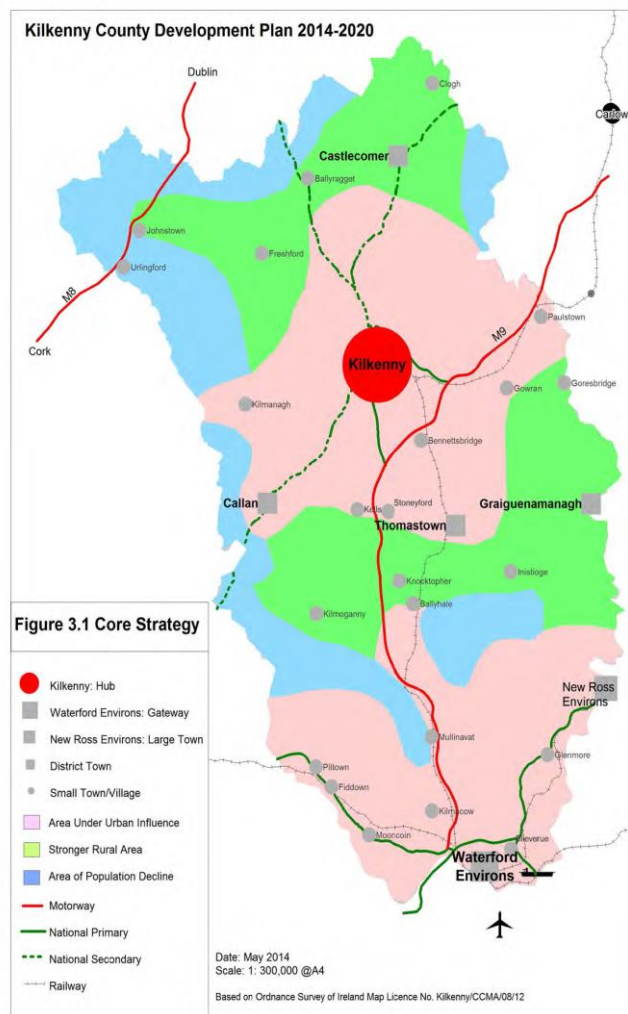 Kilkenny County Development Plan 2014-2020
Dublin
Clogh
Carlow
Castlecomer
Ballyragget
Johnstown
Freshford
Urlingford
M8
Paulstown
M9
Cork
Kilkenny
Gowran
Goresbridge
Kilmanagh
Bennettsbridge
Callan
Kells
Stoneyford
Graiguenamanagh
Thomastown
Inistioge
Knocktopher
Ballyhale
Kilmoganny
Figure 3.1 Core Strategy
Kilkenny: Hub
Waterford Environs: Gateway
New Ross Environs: Large Town
District Town
Small Town/Village
Area Under Urban Influence
Stronger Rural Area
Area of Population Decline
Motorway
National Primary
National Secondary
Railway
New Ross
Environs
Mullinavat
Glenmore
Piltown
Fiddown
Kilmacow
Mooncoin
Waterford
Environs
Date: May 2014
Scale: 1: 300,000 @A4
Based on Ordnance Survey of Ireland Map Licence No. Kilkenny/CCMA/08/12